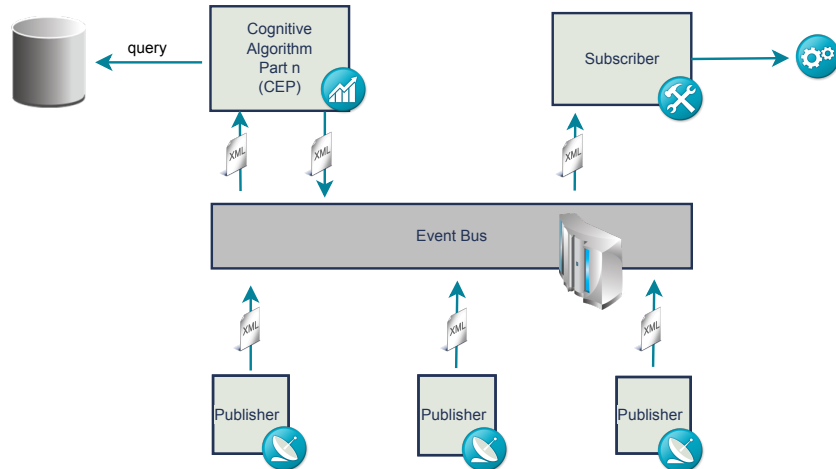 query
Cognitive
Algorithm
Part n
(CEP)
Subscriber
XML
XML
XML
Event Bus
XML
XML
XML
Publisher
Publisher
Publisher